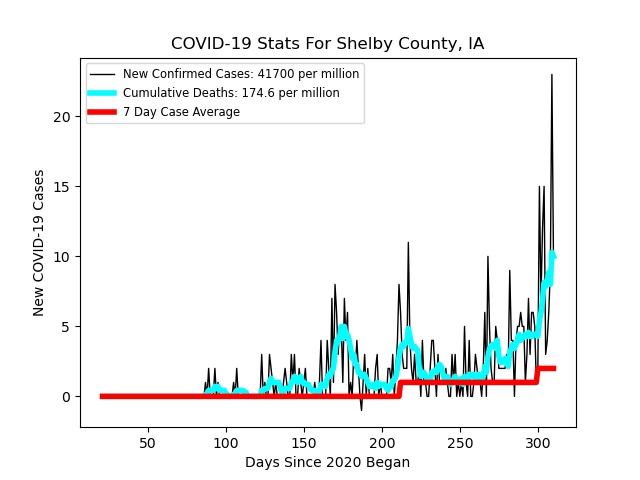 COVID-19 Stats For Shelby County, IA
New Confirmed Cases: 41700 per million
Cumulative Deaths: 174.6 per million
7 Day Case Average
New COVID-19 Cases
20
15
10
5
0
50 100 150 200 250 300
Days Since 2020 Began